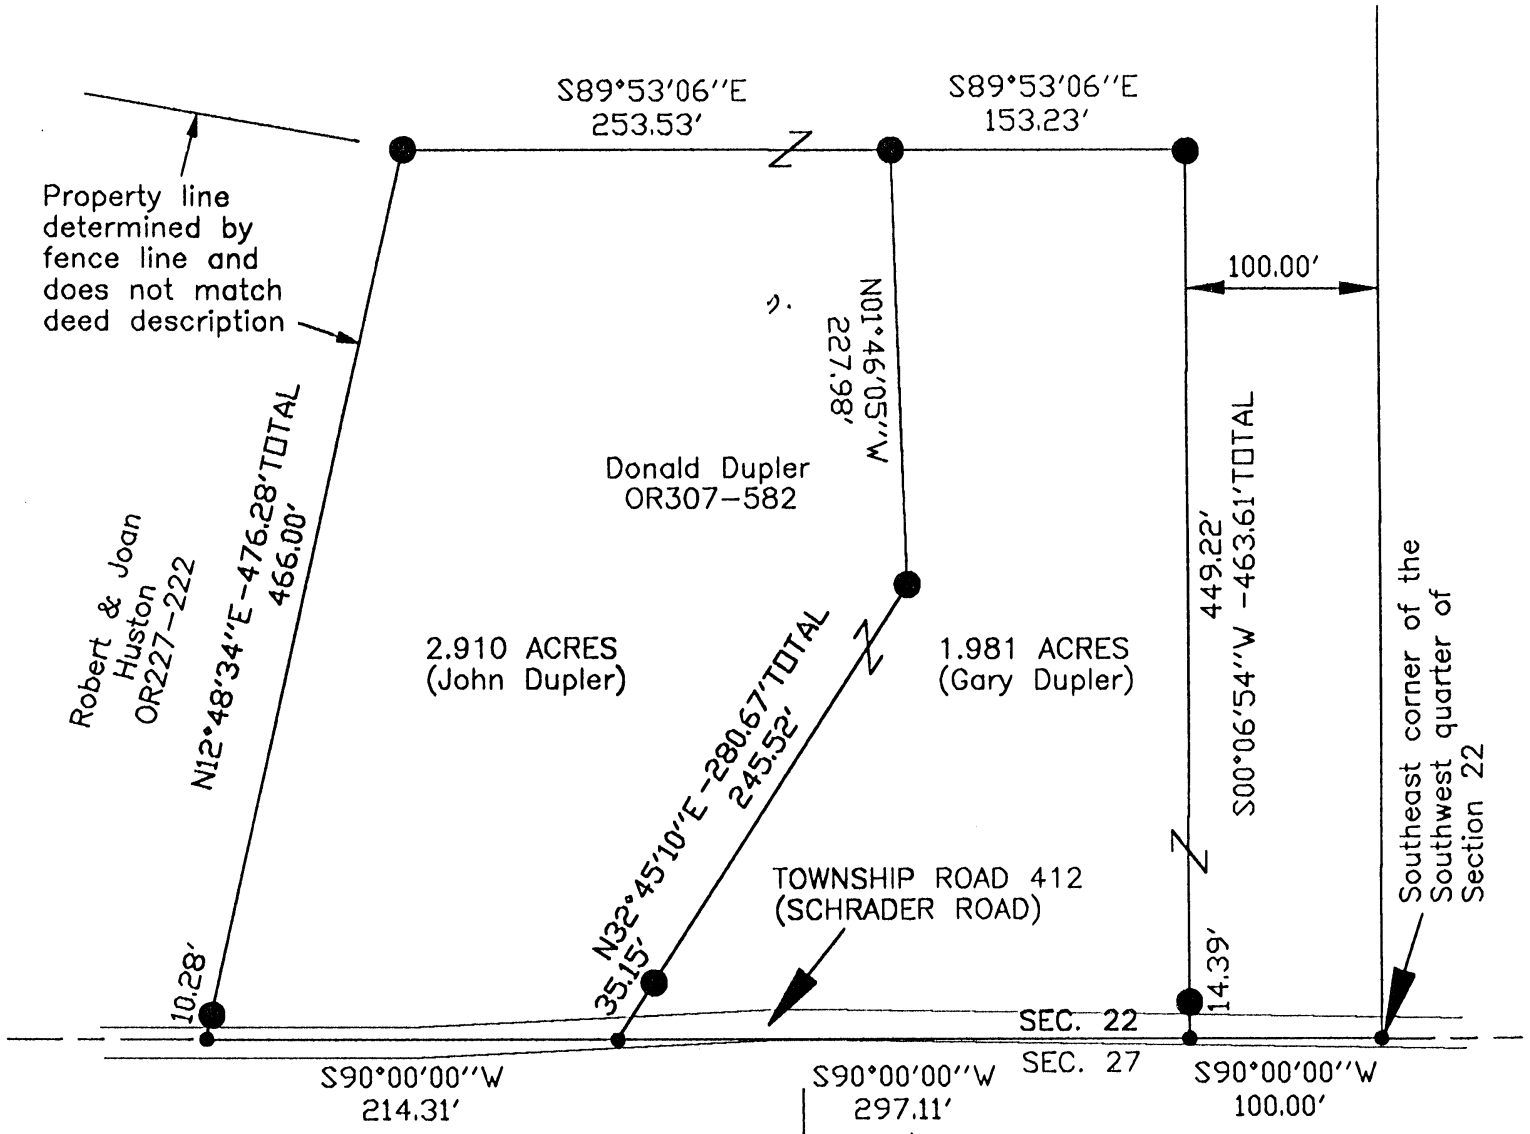 S89°53'06''E
253.53'
S89°53'06''E
153.23'
Property line
determined by
fence line and
does not match
deed description
100.00'
N01°46'05''W
227.98'
Donald Dupler
OR307-582
N12°48'34''E -476.28'TOTAL
466.00'
Robert & Joan
Huston
OR227-222
2.910 ACRES
(John Dupler)
1.981 ACRES
(Gary Dupler)
N32°45'10''E -280.67'TOTAL
245.52'
449.22'
S00°06'54''W -463.61'TOTAL
Southeast corner of the
Southwest quarter of
Section 22
TOWNSHIP ROAD 412
(SCHRADER ROAD)
10.28'
35.15'
14.39'
SEC. 22
SEC. 27
S90°00'00''W
214.31'
S90°00'00''W
297.11'
S90°00'00''W
100.00'